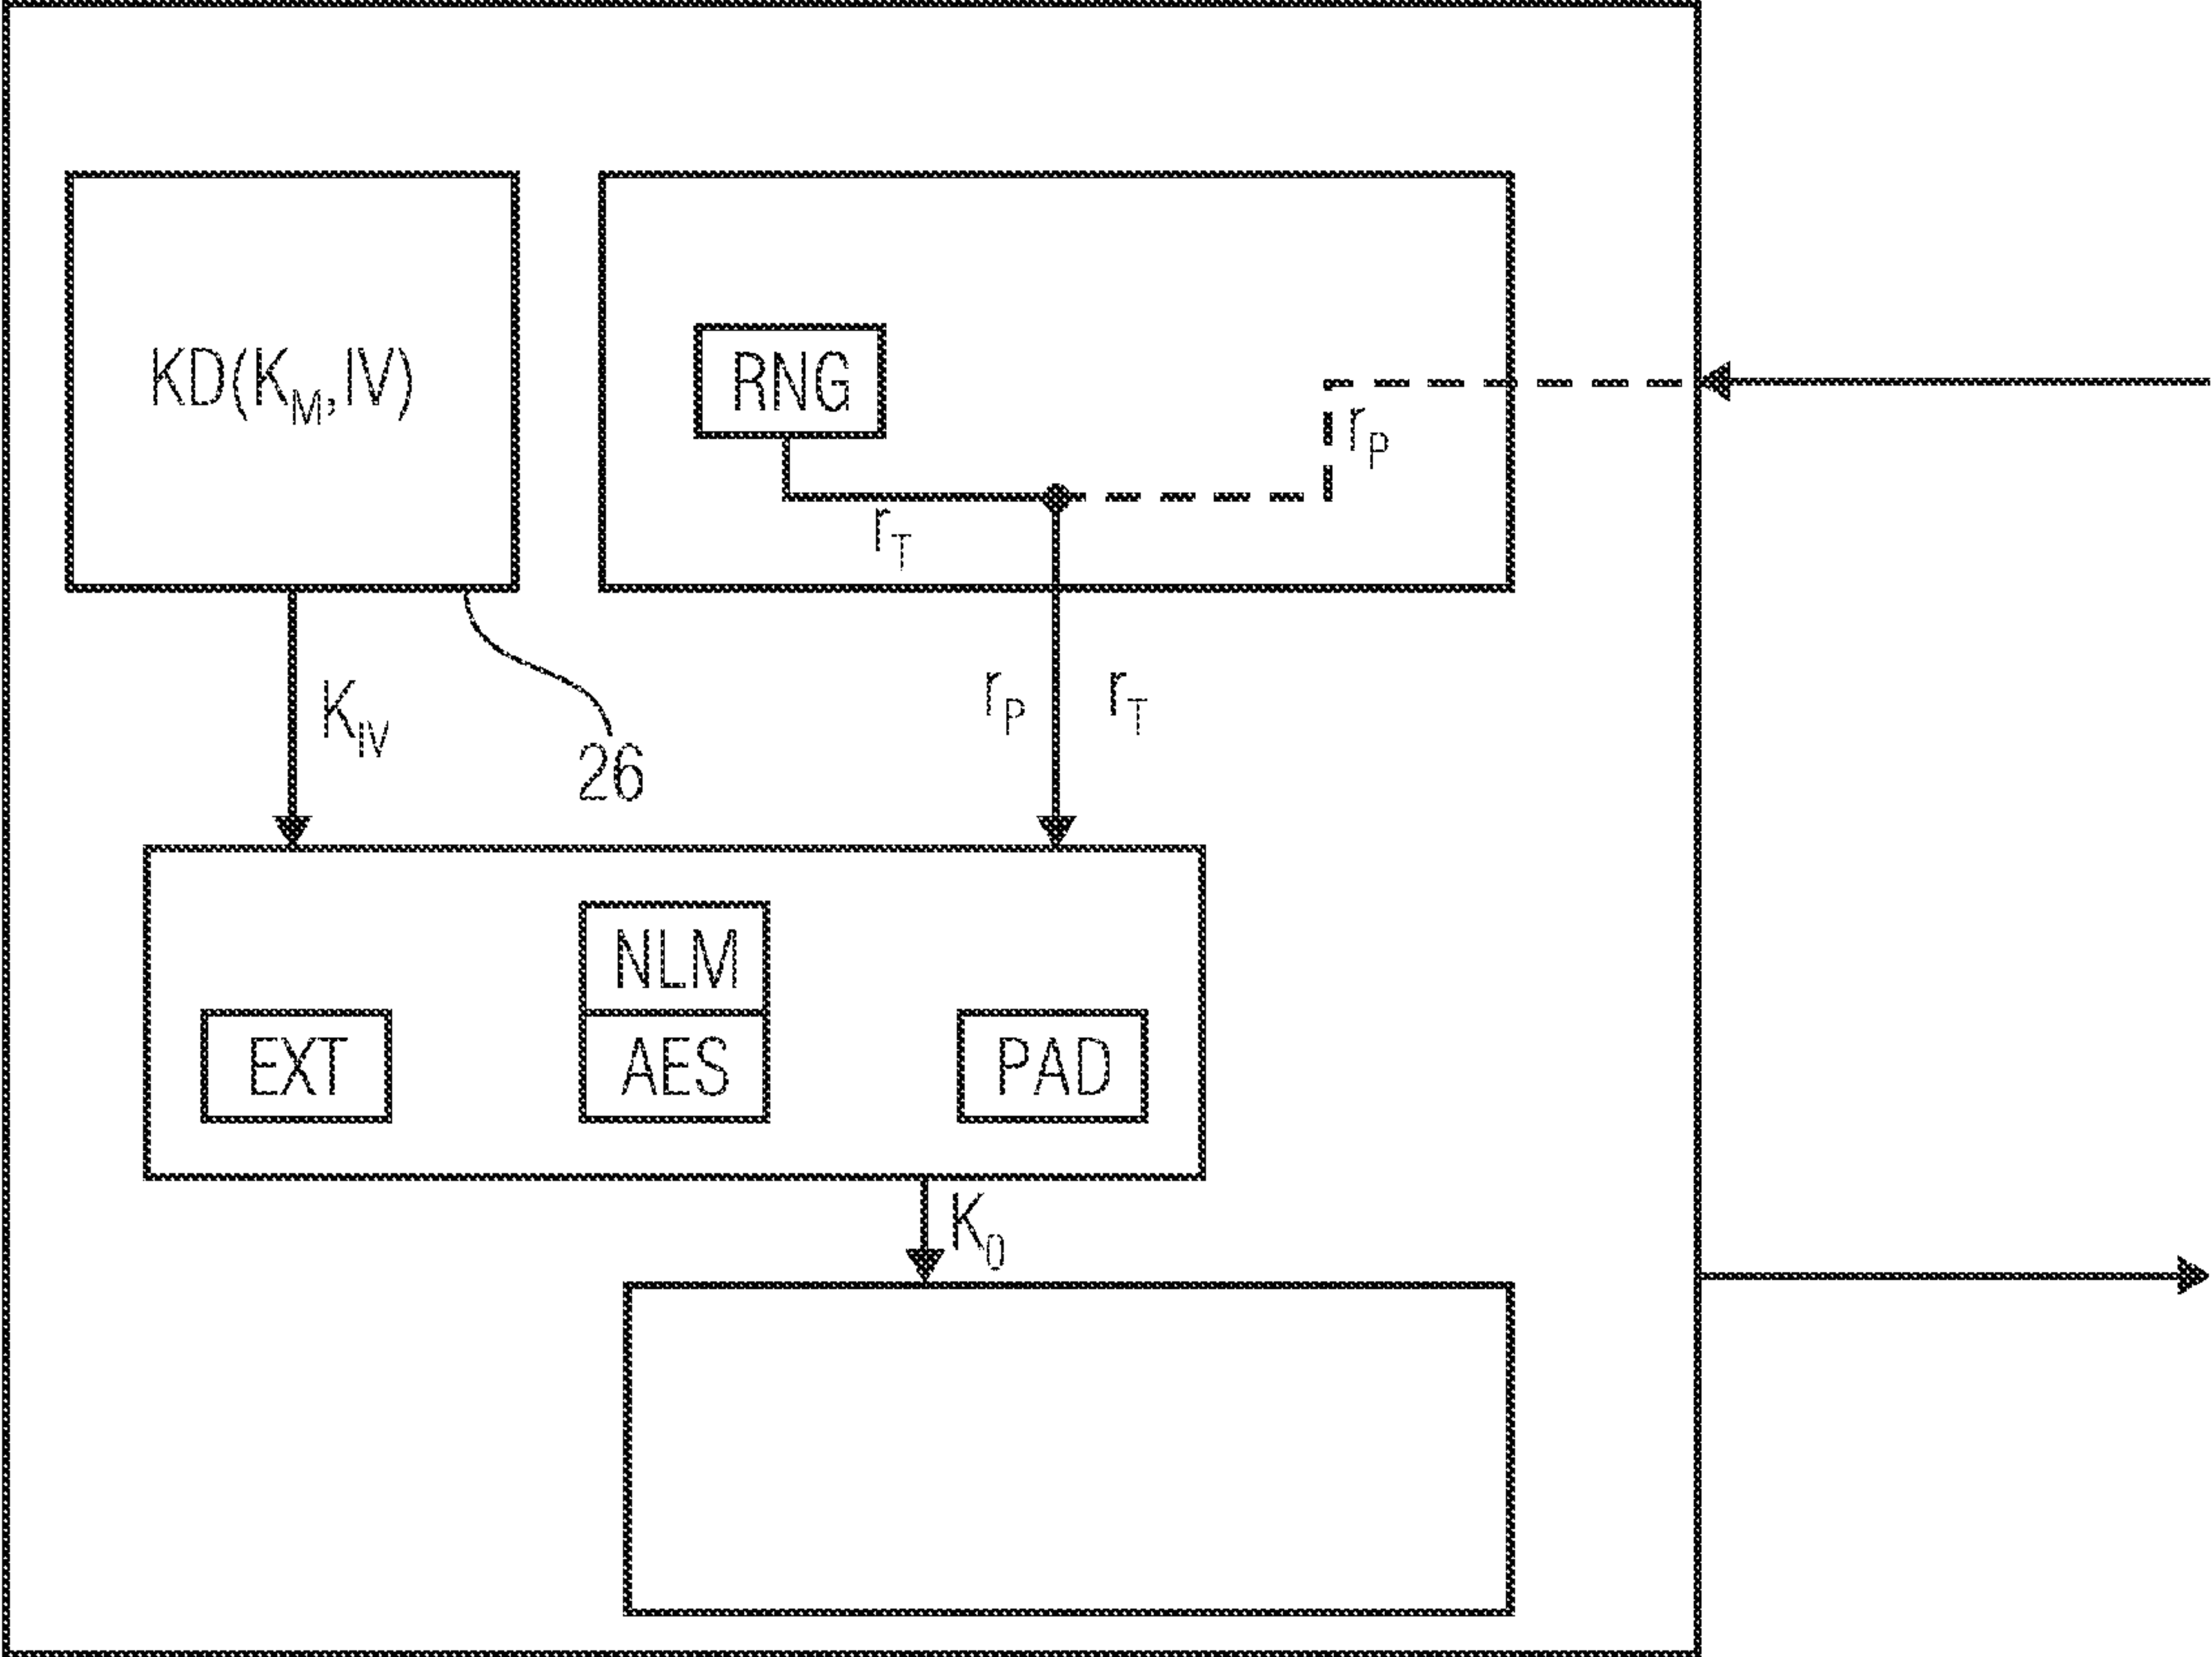 KD(K_M, IV)
RNG
r_P
r_T
K_IV
r_P
r_T
26
NLM
EXT
AES
PAD
K_0